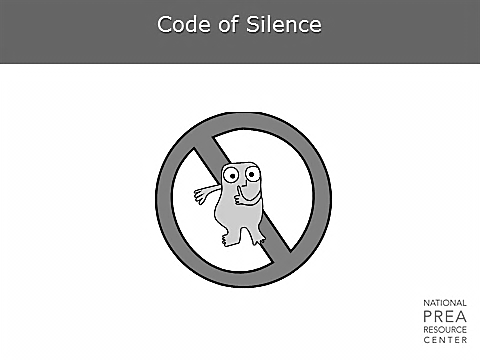 Code of Silence
NATIONAL
PREA
RESOURCE
CENTER